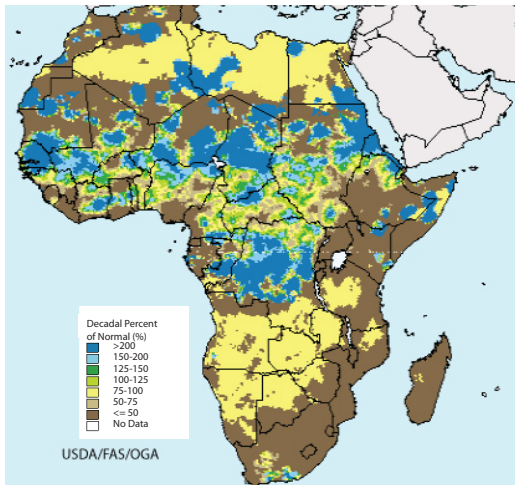 Decadal Percent
of Normal (%)
>200
150-200
125-150
100-125
75-100
50-75
<= 50
No Data
USDA/FAS/OGA